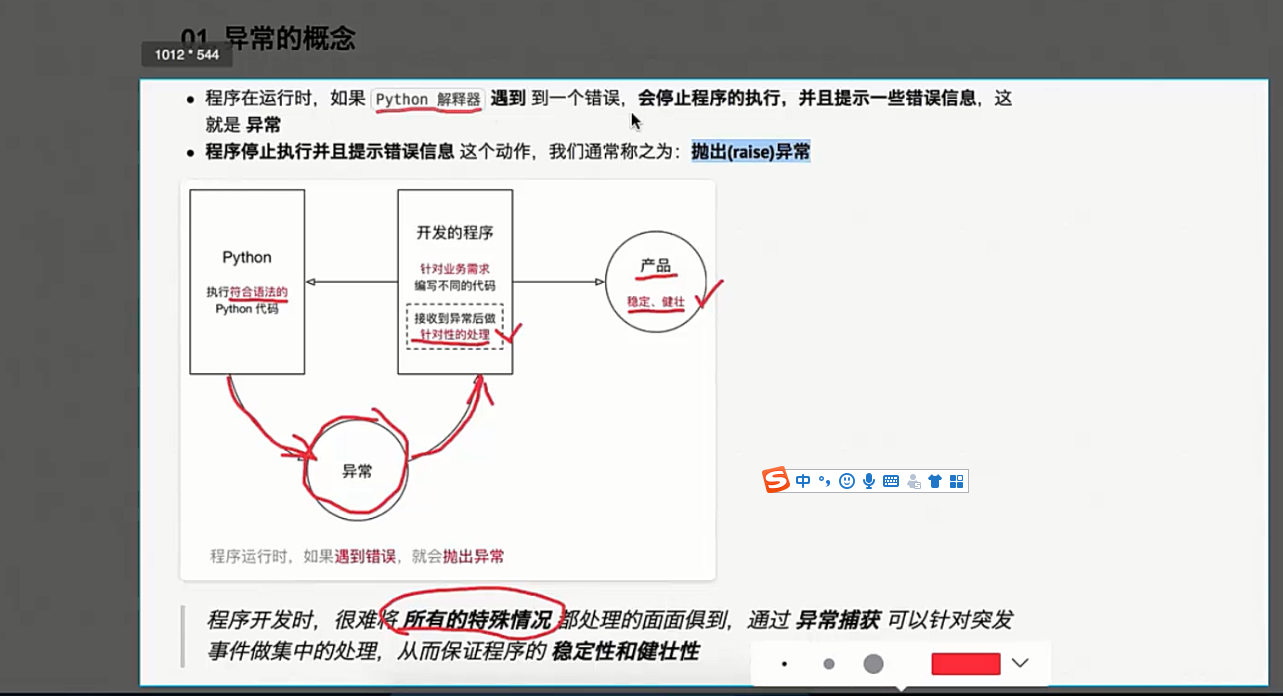 01 异常的概念
1012 * 544
程序在运行时，如果 Python 解释器 遇到 到一个错误，会停止程序的执行，并且提示一些错误信息，这
就是 异常
程序停止执行并且提示错误信息 这个动作，我们通常称之为：抛出(raise)异常
Python
执行符合语法的
Python 代码
开发的程序
针对业务需求
编写不同的代码
接收到异常后做
针对性的处理
产品
稳定、健壮
异常
程序运行时，如果遇到错误，就会抛出异常
中
程序开发时，很难将 所有的特殊情况 都处理的面面俱到，通过 异常捕获 可以针对突发
事件做集中的处理，从而保证程序的 稳定性和健壮性